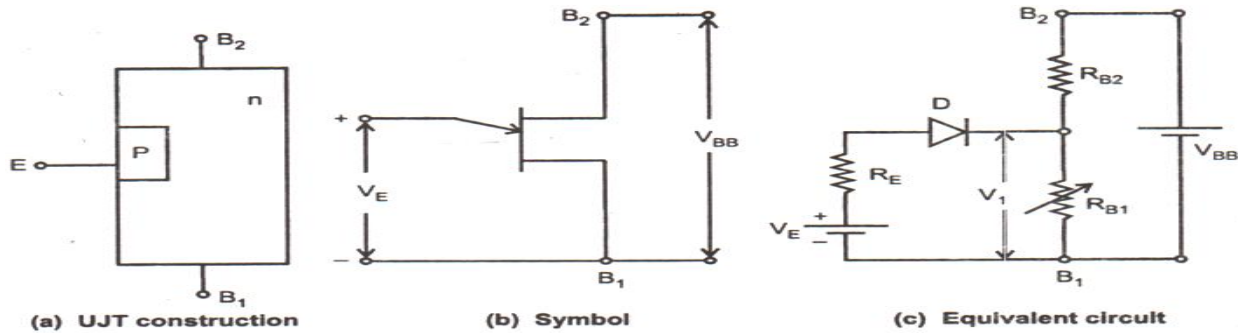 B2
n
P
E
B1
(a) UJT construction
B2
+
VE
VBB
–
B1
(b) Symbol
B2
RB2
D
VBB
RE
V1
RB1
VE
+
–
B1
(c) Equivalent circuit